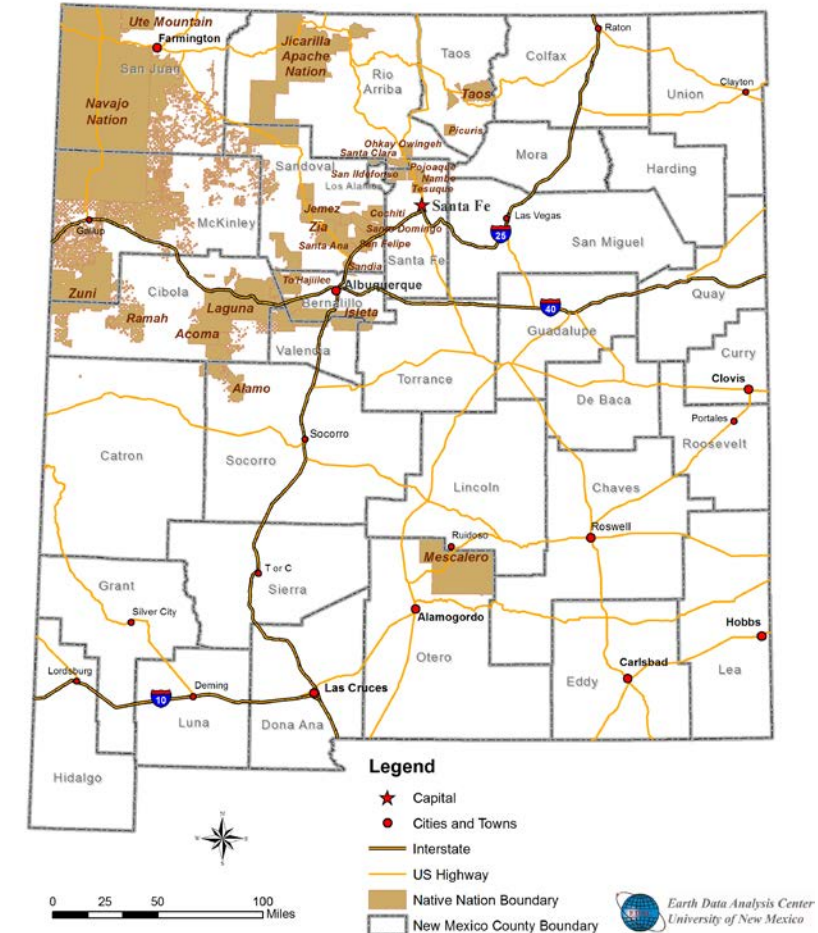 Ute Mountain
Farmington
San Juan
Jicarilla
Apache
Nation
Rio
Arriba
Taos
Colfax
Raton
Union
Clayton
Navajo
Nation
Taos
Picuris
Mora
Harding
Ohkay Owingeh
Santa Clara
Sandoval
San Ildefonso
Los Alamos
Pojoaque
Nambe
Tesuque
McKinley
Gallup
Jemez
Zia
Cochiti
Santo Domingo
Santa Ana
San Felipe
Santa Fe
Santa Fe
Las Vegas
25
San Miguel
Sandia
To'Hajiilee
Albuquerque
Bernalillo
Isleta
Zuni
Cibola
Ramah
Laguna
Acoma
Valencia
40
Guadalupe
Quay
Curry
Clovis
Alamo
Torrance
De Baca
Portales
Roosevelt
Catron
Socorro
Socorro
Lincoln
Chaves
Roswell
Ruidoso
Mescalero
T or C
Sierra
Grant
Silver City
Alamogordo
Otero
Hobbs
Lea
Carlsbad
Eddy
Lordsburg
10
Deming
Luna
Las Cruces
Dona Ana
Hidalgo
Legend
Capital
Cities and Towns
Interstate
US Highway
Native Nation Boundary
New Mexico County Boundary
N
E
S
W
0 25 50 100
Miles
Earth Data Analysis Center
University of New Mexico